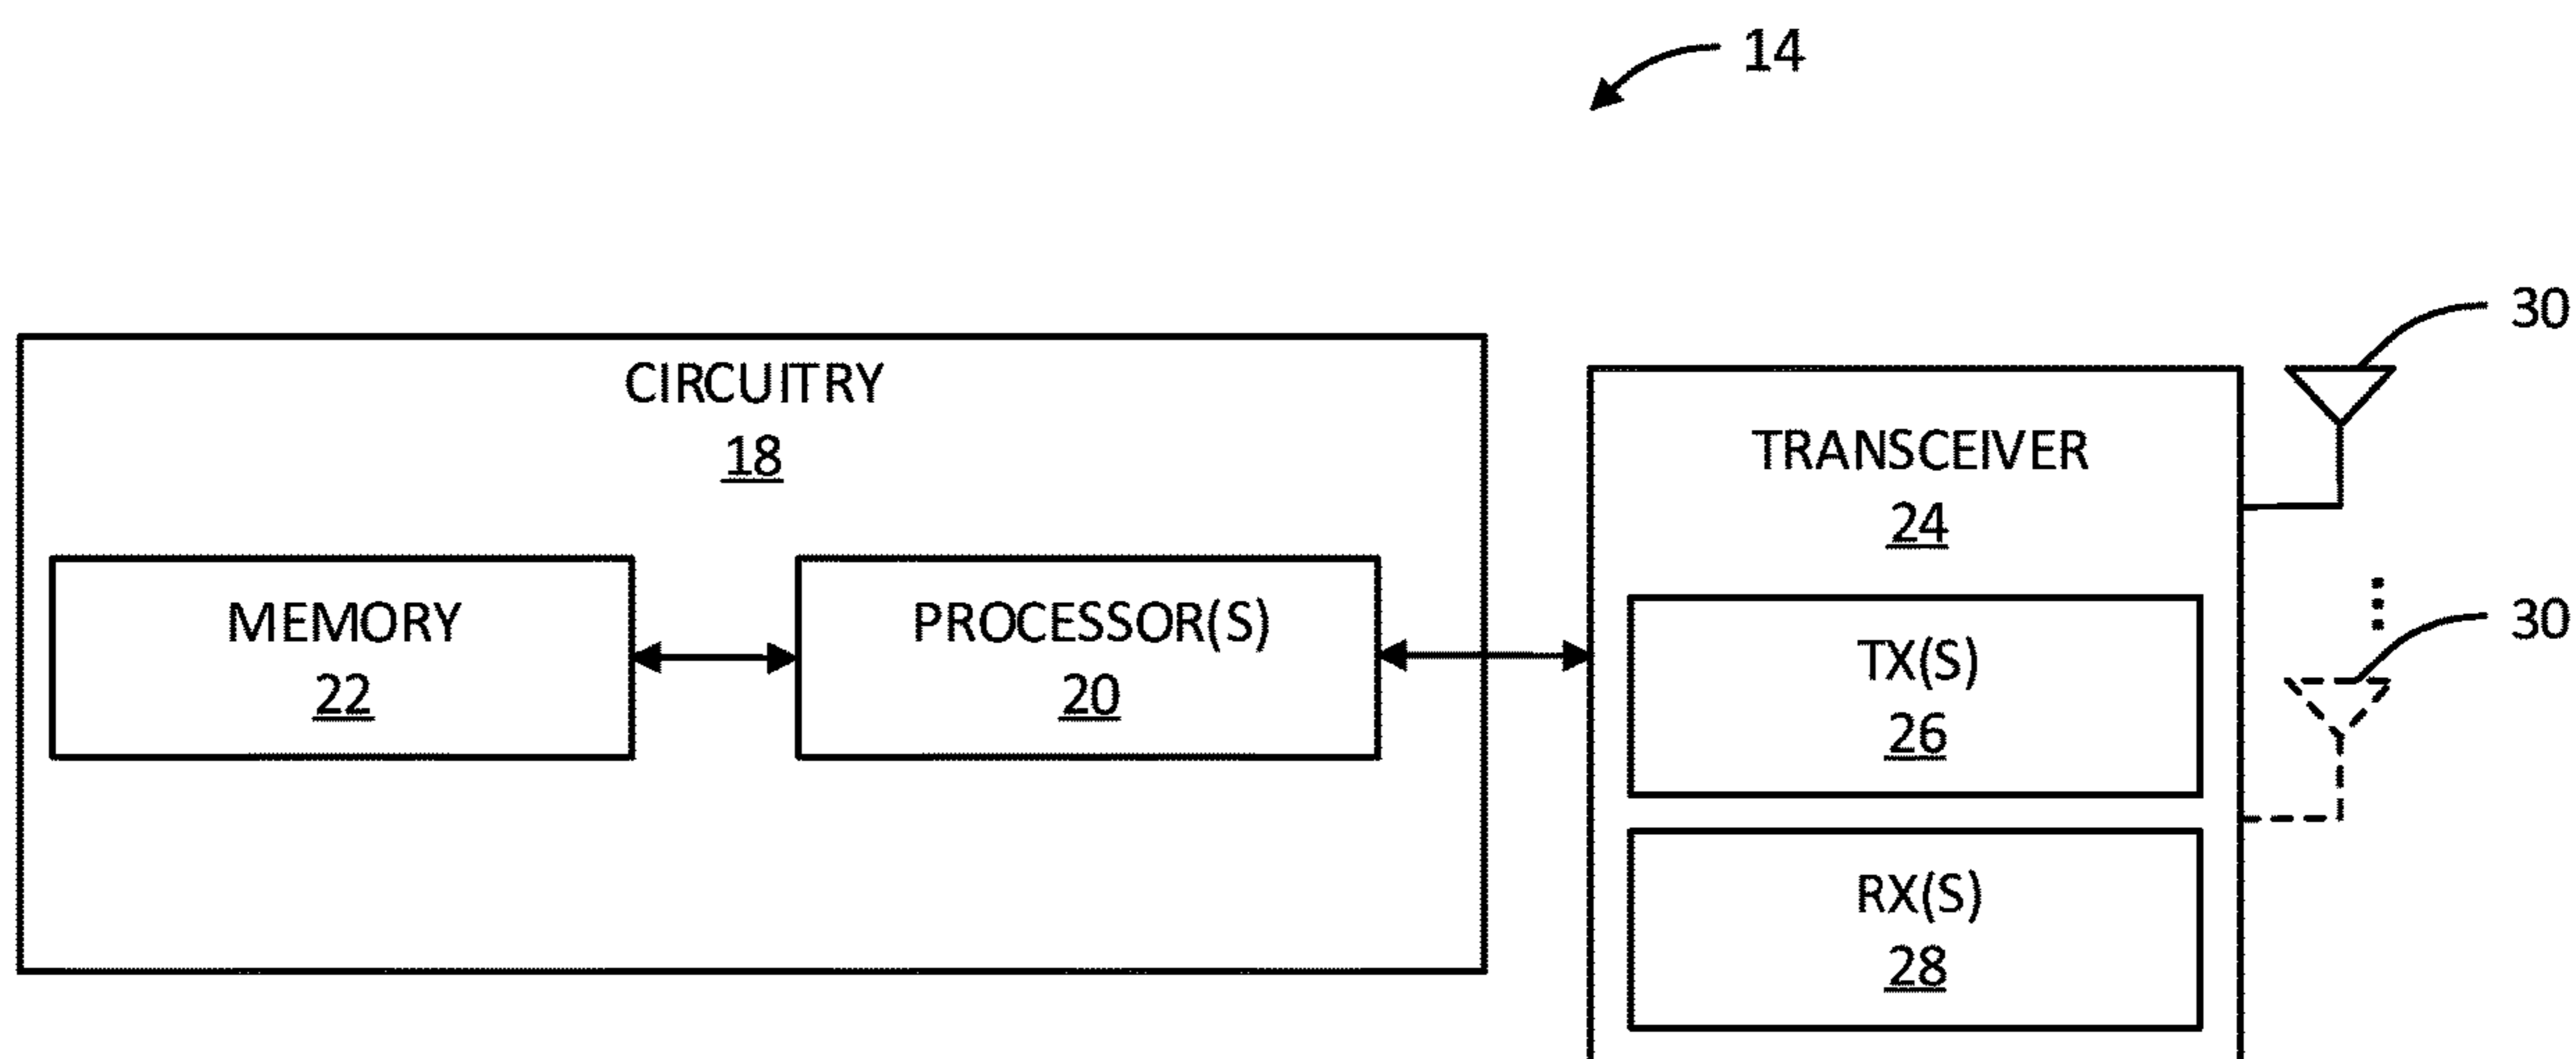 14
30
CIRCUITRY
18
TRANSCEIVER
24
MEMORY
22
PROCESSOR(S)
20
TX(S)
26
30
RX(S)
28